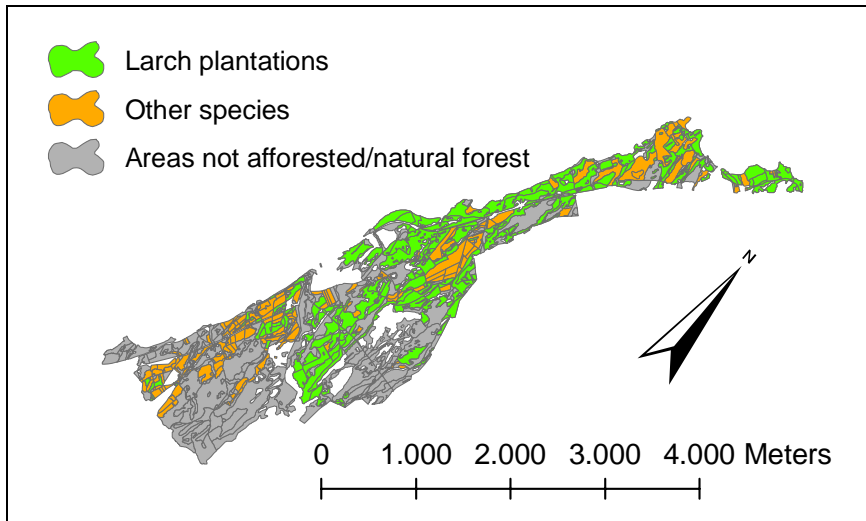 Larch plantations
Other species
Areas not afforested/natural forest
N
0 1.000 2.000 3.000 4.000 Meters